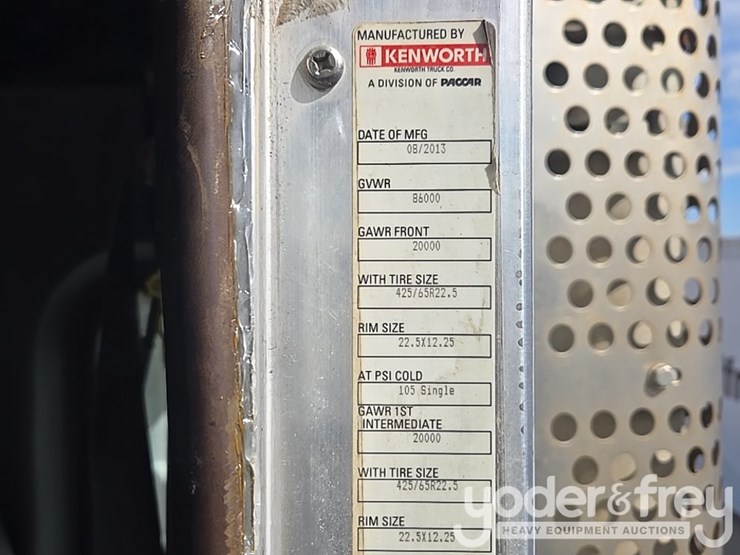 MANUFACTURED BY
KENWORTH
KENWORTH TRUCK CO.
A DIVISION OF PACCAR
DATE OF MFG
08/2013
GVWR
86000
GAWR FRONT
20000
WITH TIRE SIZE
425/65R22.5
RIM SIZE
22.5X12.25
AT PSI COLD
105 Single
GAWR 1ST
INTERMEDIATE
20000
WITH TIRE SIZE
425/65R22.5
RIM SIZE
22.5X12.25
yoder&frey
HEAVY EQUIPMENT AUCTIONS